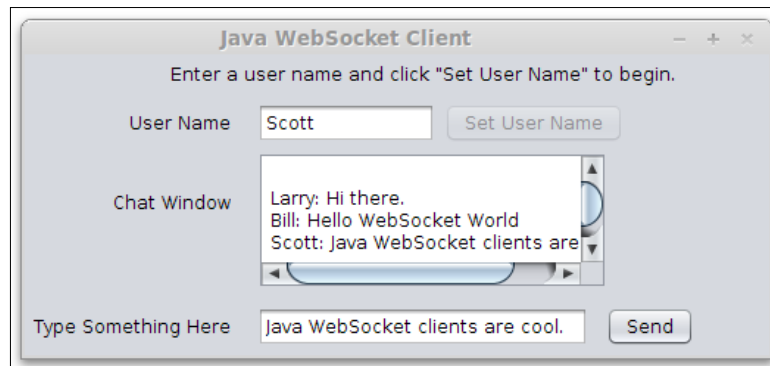 Java WebSocket Client
Enter a user name and click "Set User Name" to begin.
User Name Scott Set User Name
Chat Window
Larry: Hi there.
Bill: Hello WebSocket World
Scott: Java WebSocket clients are
Type Something Here Java WebSocket clients are cool. Send